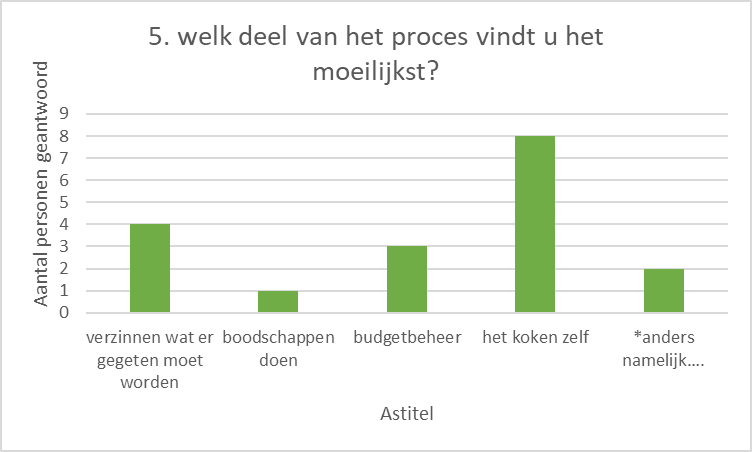 5. welk deel van het proces vindt u het
moeilijkst?
Aantal personen geantwoord
9
8
7
6
5
4
3
2
1
0
verzinnen wat er
gegeten moet
worden
boodschappen
doen
budgetbeheer
het koken zelf
*anders
namelijk....
Astitel